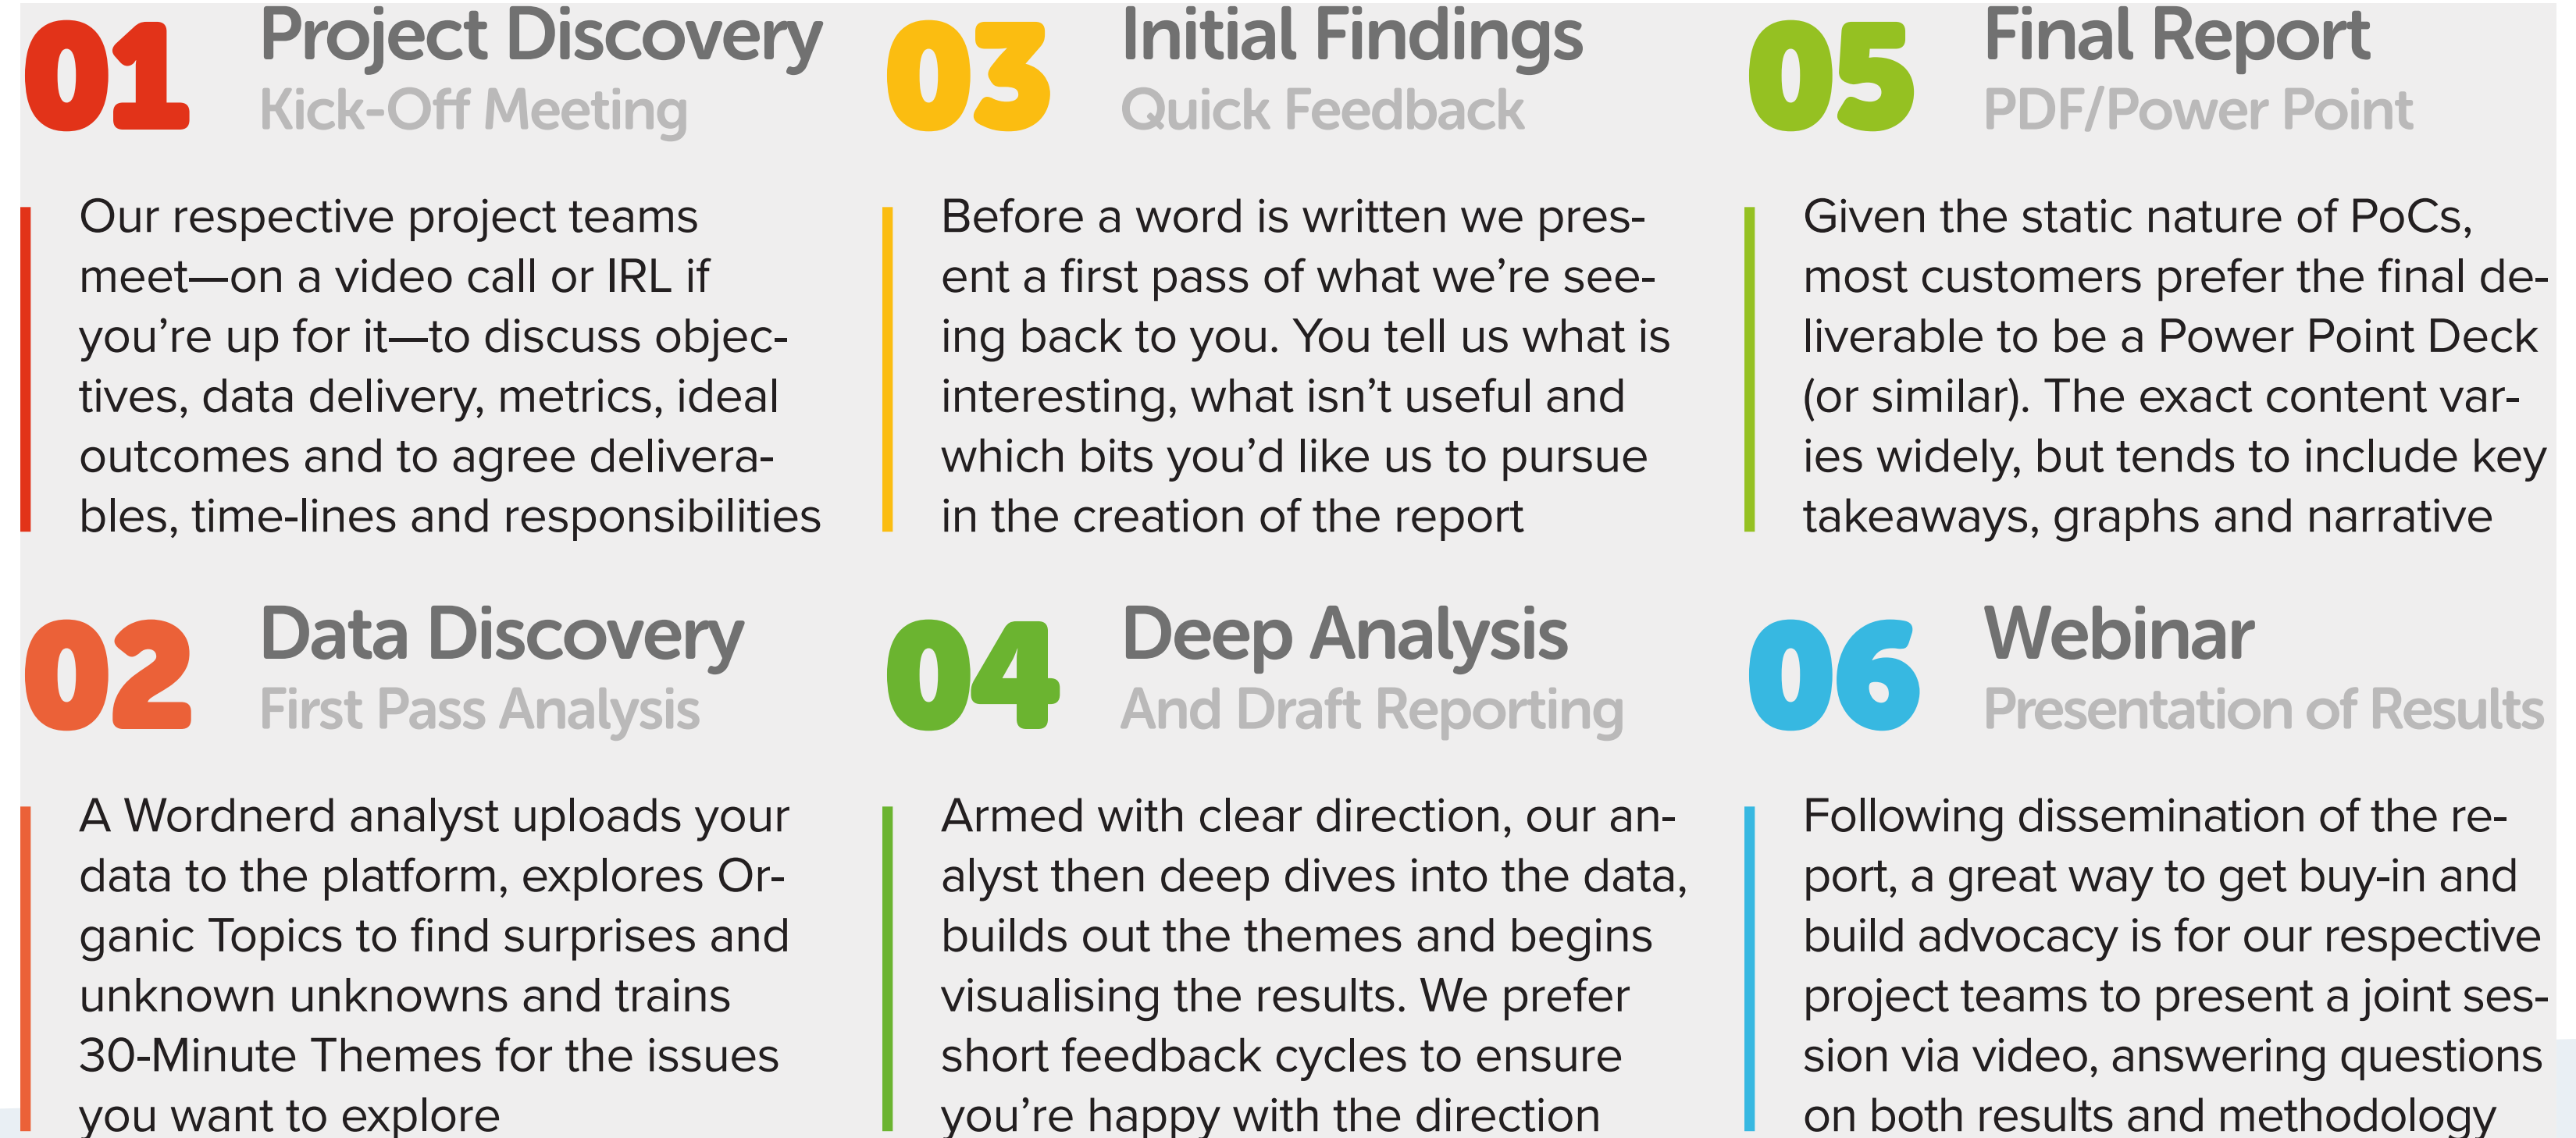 01
Project Discovery
Kick-Off Meeting
Our respective project teams
meet—on a video call or IRL if
you’re up for it—to discuss objec-
tives, data delivery, metrics, ideal
outcomes and to agree delivera-
bles, time-lines and responsibilities
02
Data Discovery
First Pass Analysis
A Wordnerd analyst uploads your
data to the platform, explores Or-
ganic Topics to find surprises and
unknown unknowns and trains
30-Minute Themes for the issues
you want to explore
03
Initial Findings
Quick Feedback
Before a word is written we pres-
ent a first pass of what we’re see-
ing back to you. You tell us what is
interesting, what isn’t useful and
which bits you’d like us to pursue
in the creation of the report
04
Deep Analysis
And Draft Reporting
Armed with clear direction, our an-
alyst then deep dives into the data,
builds out the themes and begins
visualising the results. We prefer
short feedback cycles to ensure
you’re happy with the direction
05
Final Report
PDF/Power Point
Given the static nature of PoCs,
most customers prefer the final de-
liverable to be a Power Point Deck
(or similar). The exact content var-
ies widely, but tends to include key
takeaways, graphs and narrative
06
Webinar
Presentation of Results
Following dissemination of the re-
port, a great way to get buy-in and
build advocacy is for our respective
project teams to present a joint ses-
sion via video, answering questions
on both results and methodology